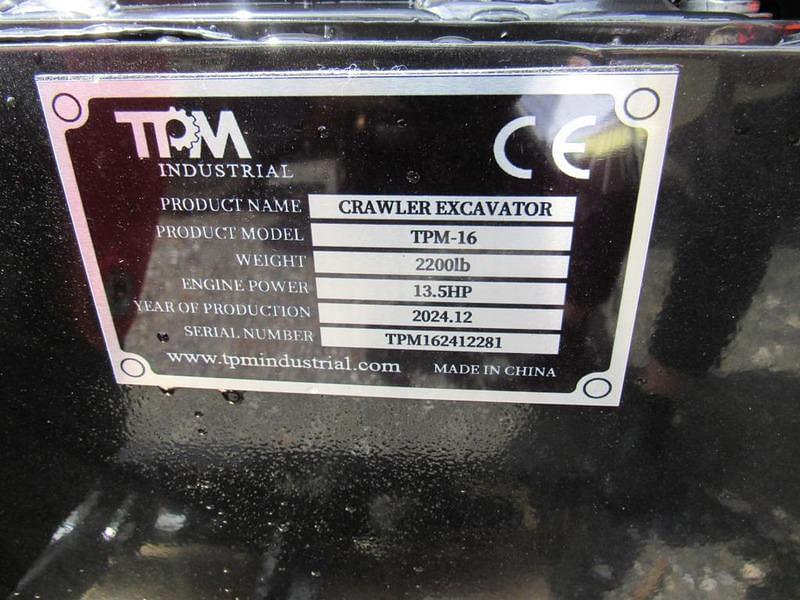 TPM
INDUSTRIAL
CE
PRODUCT NAME CRAWLER EXCAVATOR
PRODUCT MODEL TPM-16
WEIGHT 2200lb
ENGINE POWER 13.5HP
YEAR OF PRODUCTION 2024.12
SERIAL NUMBER TPM162412281
www.tpmindustrial.com MADE IN CHINA